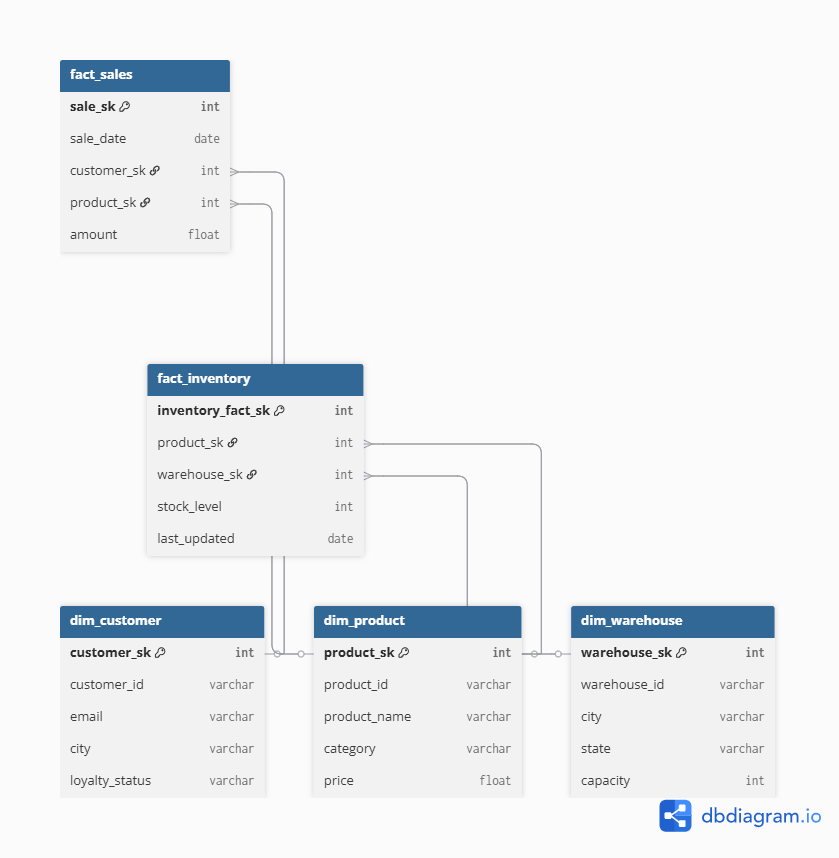 fact_sales
sale_sk int
sale_date date
customer_sk int
product_sk int
amount float
fact_inventory
inventory_fact_sk int
product_sk int
warehouse_sk int
stock_level int
last_updated date
dim_customer
customer_sk int
customer_id varchar
email varchar
city varchar
loyalty_status varchar
dim_product
product_sk int
product_id varchar
product_name varchar
category varchar
price float
dim_warehouse
warehouse_sk int
warehouse_id varchar
city varchar
state varchar
capacity int
dbdiagram.io